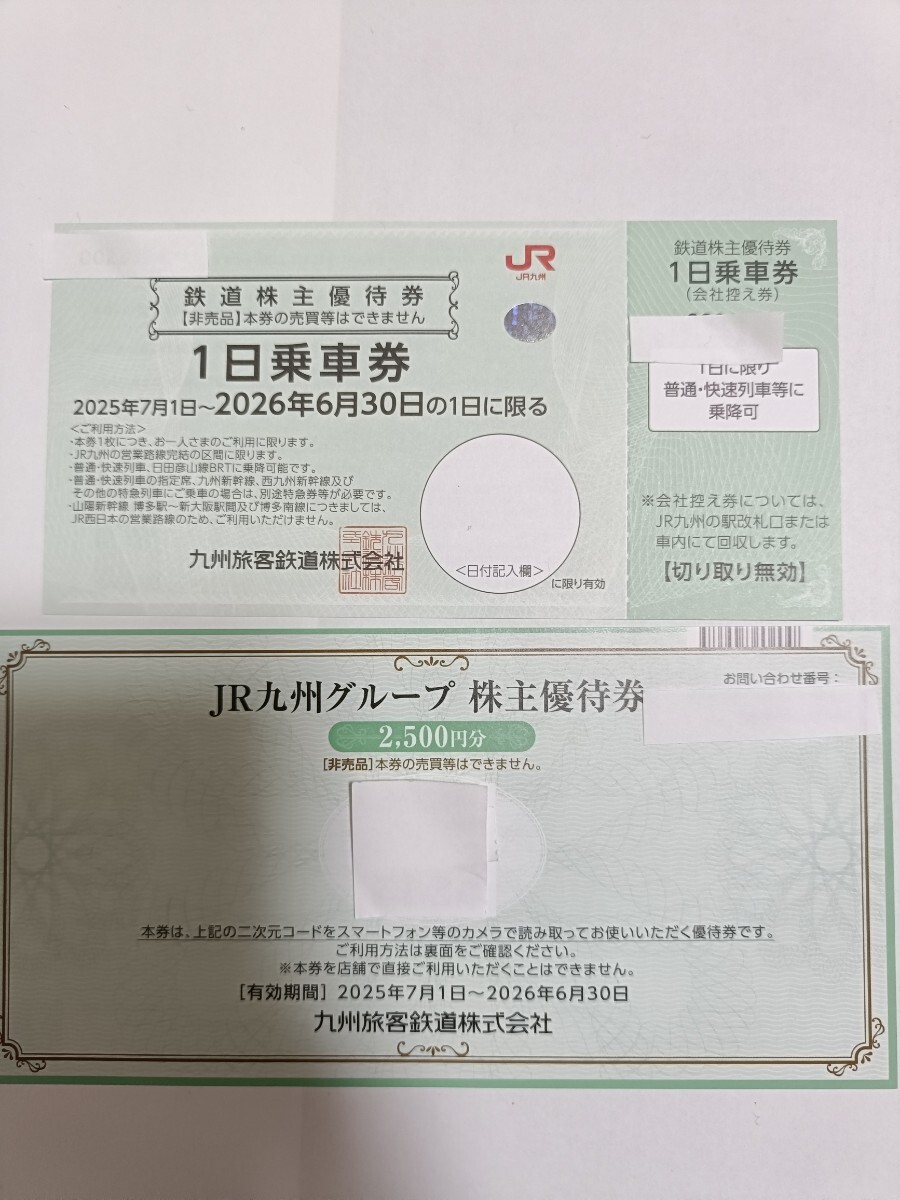 鉄道株主優待券
【非売品】本券の売買等はできません
1日乗車券
2025年7月1日～2026年6月30日の1日に限る
＜ご利用方法＞
・本券1枚につき、お一人さまのご利用に限ります。
・JR九州の営業路線完結の区間に限ります。
・普通・快速列車、日田彦山線BRTに乗降可能です。
・普通・快速列車の指定席、九州新幹線、西九州新幹線及び
その他の特急列車にご乗車の場合は、別途特急券等が必要です。
・山陽新幹線 博多駅～新大阪駅間及び博多南線につきましては、
JR西日本の営業路線のため、ご利用いただけません。
九州旅客鉄道株式会社
JR
JR九州
＜日付記入欄＞
に限り有効
鉄道株主優待券
1日乗車券
(会社控え券)
1日に限り
普通・快速列車等に
乗降可
※会社控え券については、
JR九州の駅改札口または
車内にて回収します。
【切り取り無効】
お問い合わせ番号：
JR九州グループ 株主優待券
2,500円分
［非売品］本券の売買等はできません。
本券は、上記の二次元コードをスマートフォン等のカメラで読み取ってお使いいただく優待券です。
ご利用方法は裏面をご確認ください。
※本券を店舗で直接ご利用いただくことはできません。
［有効期間］2025年7月1日～2026年6月30日
九州旅客鉄道株式会社